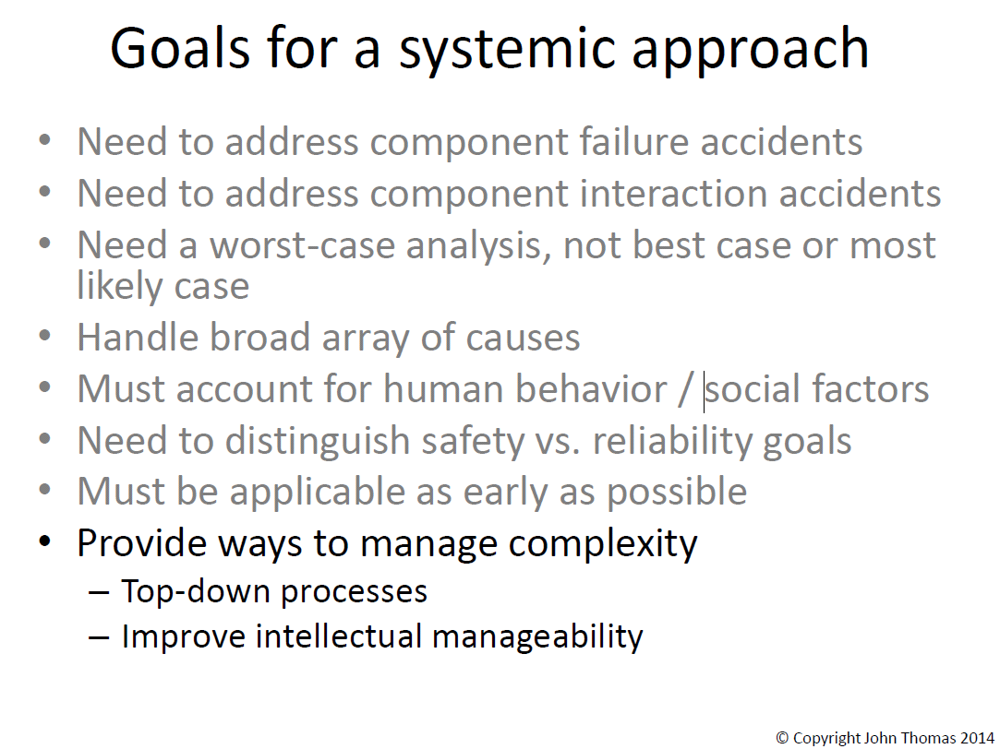 Goals for a systemic approach
• Need to address component failure accidents
• Need to address component interaction accidents
• Need a worst-case analysis, not best case or most
likely case
• Handle broad array of causes
• Must account for human behavior / social factors
• Need to distinguish safety vs. reliability goals
• Must be applicable as early as possible
• Provide ways to manage complexity
– Top-down processes
– Improve intellectual manageability
© Copyright John Thomas 2014